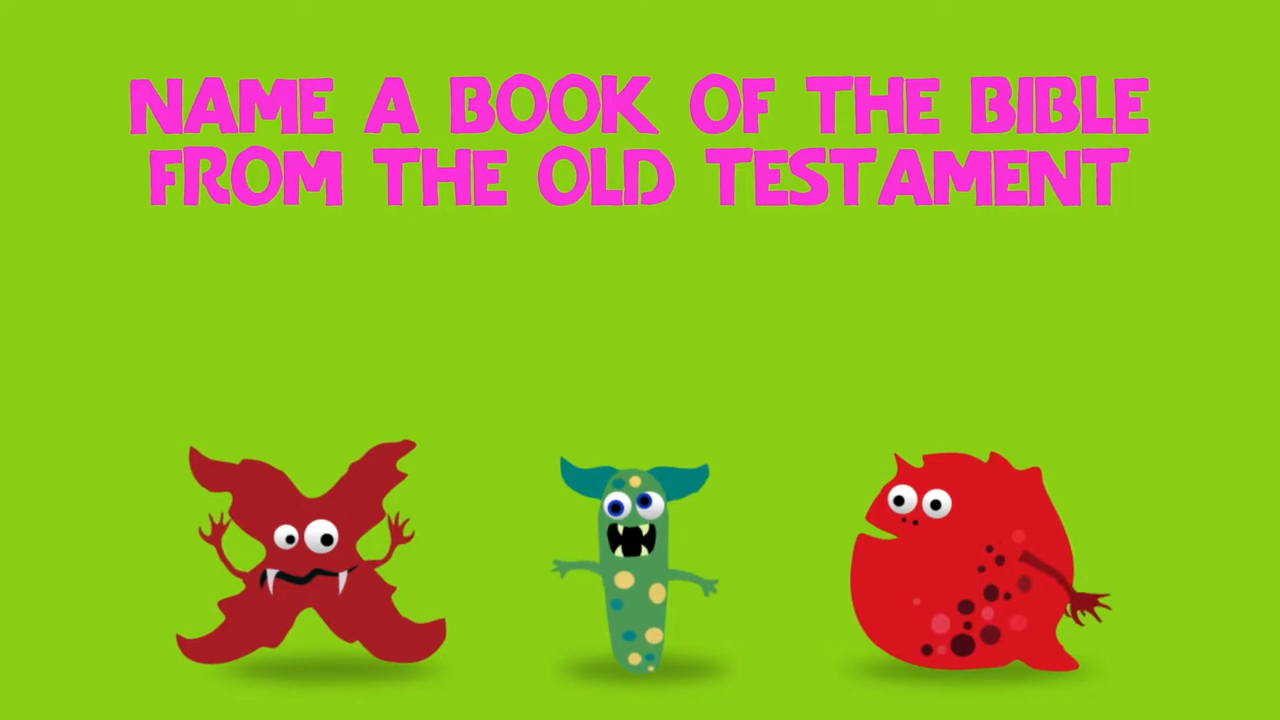 NAME A BOOK OF THE BIBLE
FROM THE OLD TESTAMENT